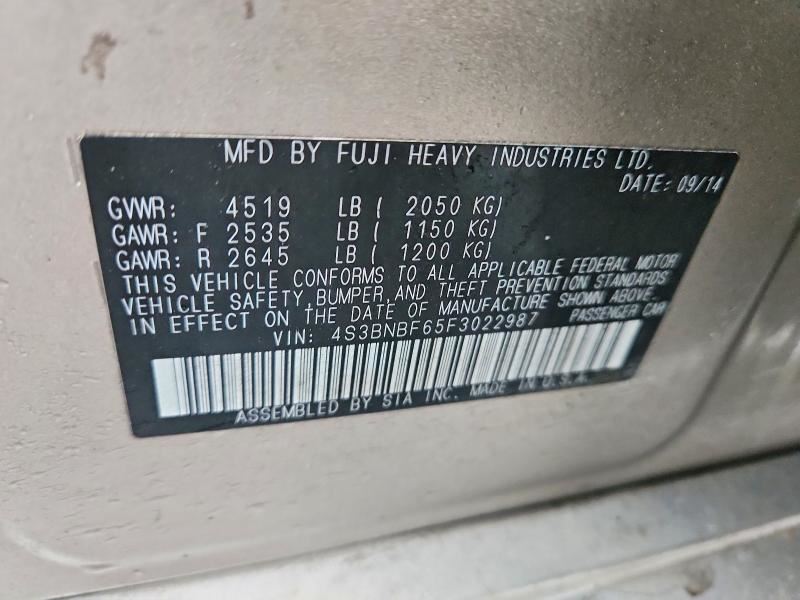 MFD BY FUJI HEAVY INDUSTRIES LTD.
DATE: 09/14
GVWR: 4519 LB ( 2050 KG)
GAWR: F 2535 LB ( 1150 KG)
GAWR: R 2645 LB ( 1200 KG)
THIS VEHICLE CONFORMS TO ALL APPLICABLE FEDERAL MOTOR
VEHICLE SAFETY, BUMPER, AND THEFT PREVENTION STANDARDS
IN EFFECT ON THE DATE OF MANUFACTURE SHOWN ABOVE.
VIN: 4S3BNBF65F3022987 PASSENGER CAR
ASSEMBLED BY SIA INC. MADE IN U.S.A.